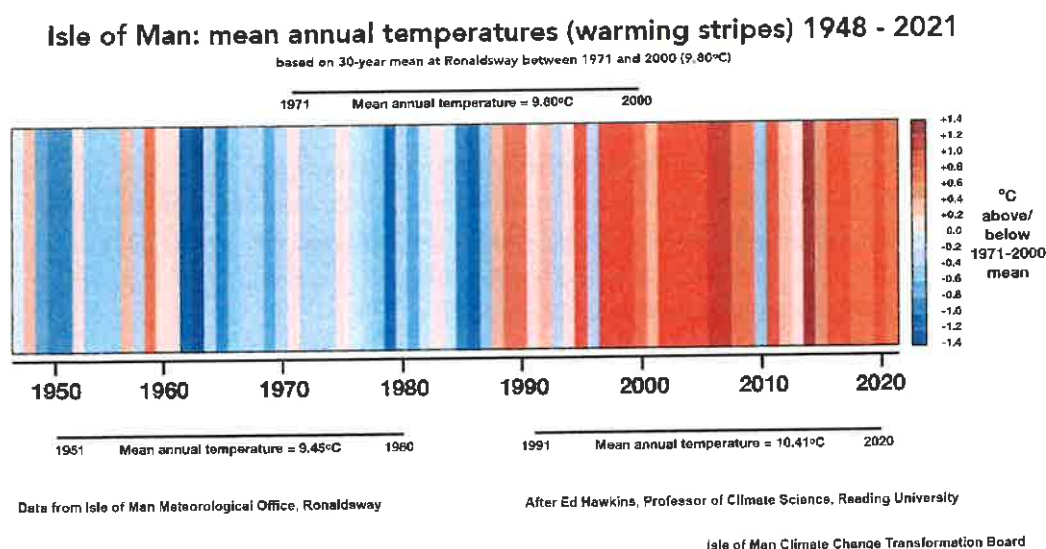 Isle of Man: mean annual temperatures (warming stripes) 1948 - 2021
based on 30-year mean at Ronaldsway between 1971 and 2000 (9.80ºC)
1971 Mean annual temperature = 9.80ºC 2000
+1.4
+1.2
+1.0
+0.8
+0.6
+0.4
+0.2
0.0
-0.2
-0.4
-0.6
-0.8
-1.0
-1.2
-1.4
ºC
above/
below
1971-2000
mean
1950 1960 1970 1980 1990 2000 2010 2020
1951 Mean annual temperature = 9.45ºC 1980
1991 Mean annual temperature = 10.41ºC 2020
Data from Isle of Man Meteorological Office, Ronaldsway
After Ed Hawkins, Professor of Climate Science, Reading University
Isle of Man Climate Change Transformation Board